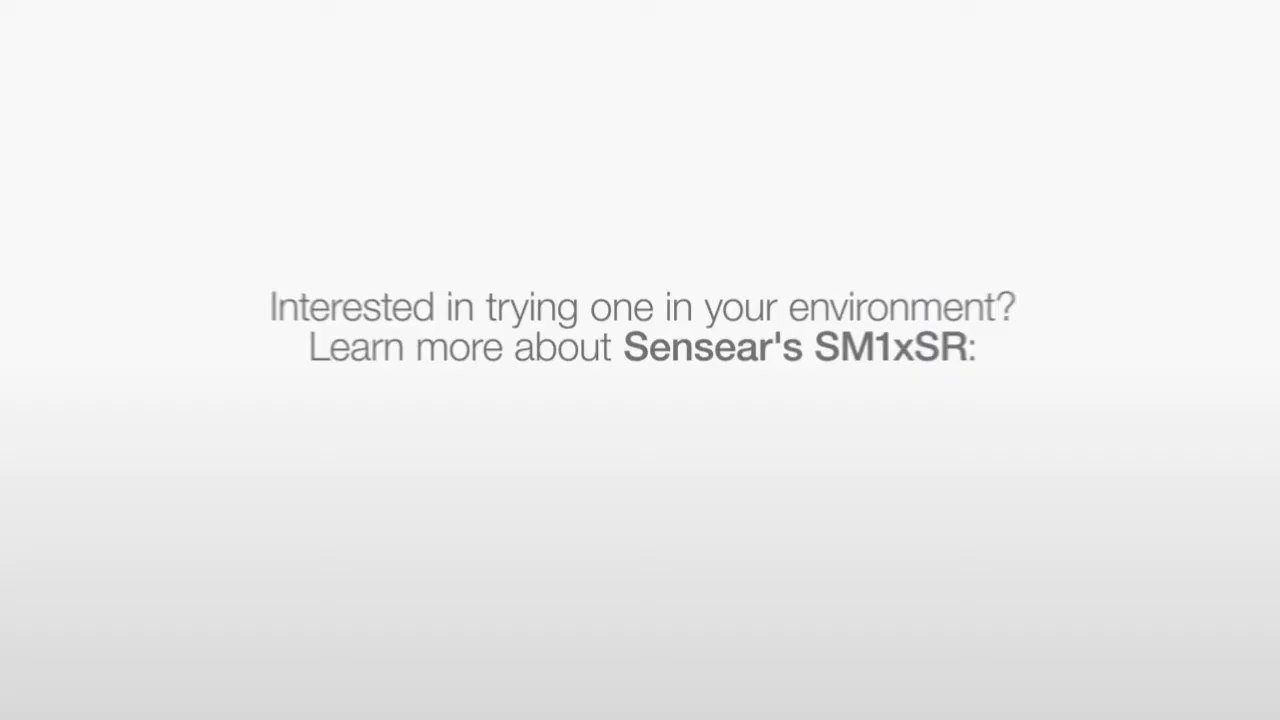 Interested in trying one in your environment?
Learn more about Sensear's SM1xSR: